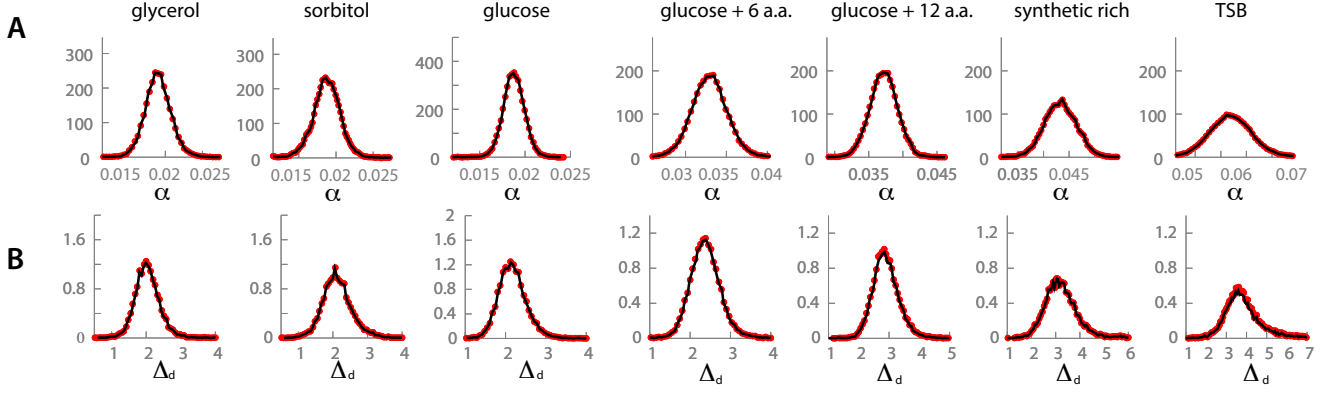 A
glycerol sorbitol glucose glucose + 6 a.a. glucose + 12 a.a. synthetic rich TSB
300 300 400 200 200 200 200
200 200 300 100 100 100 100
100 100 200 0 0 0 0
0 0 100
0
0.015 0.020 0.025 0.015 0.020 0.025 0.015 0.020 0.025 0.03 0.035 0.04 0.035 0.045 0.035 0.045 0.05 0.06 0.07
α α α α α α α
B
1.6 1.6 2 1.2 1.2 1.2 1.2
0.8 0.8 1.6 0.8 0.8 0.8 0.8
0 0 1.2 0.4 0.4 0.4 0.4
0.8 0 0 0 0
0.4
0
1 2 3 4 1 2 3 4 1 2 3 4 1 2 3 4 1 2 3 4 5 1 2 3 4 5 6 1 2 3 4 5 6 7
Δd Δd Δd Δd Δd Δd Δd